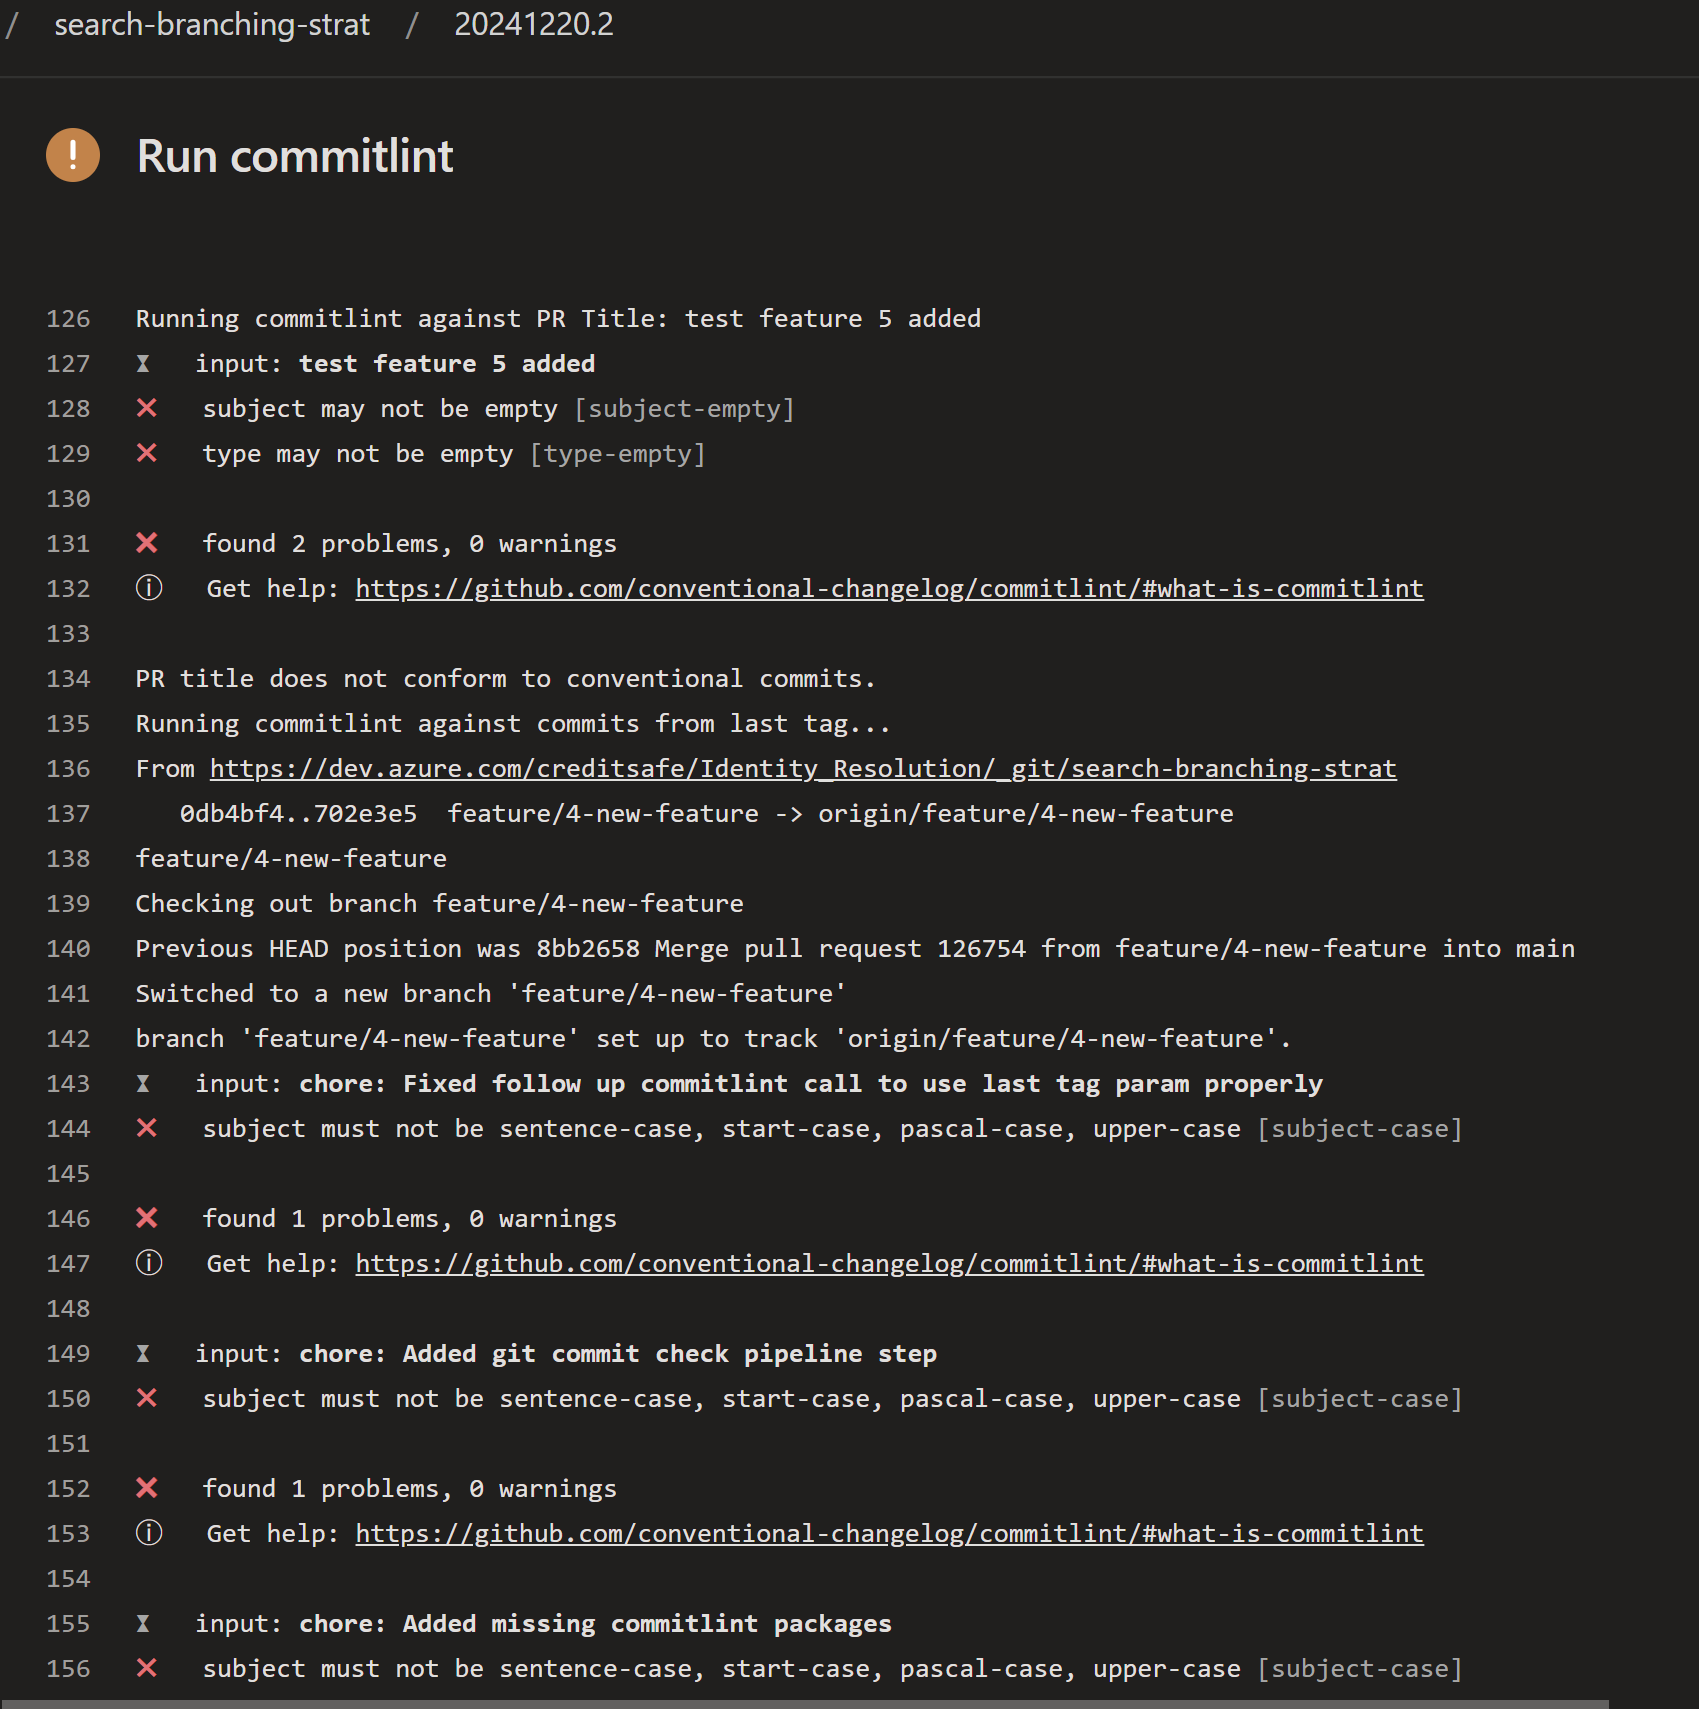 / search-branching-strat / 20241220.2
! Run commitlint
126 Running commitlint against PR Title: test feature 5 added
127 ⧗ input: test feature 5 added
128 ✖ subject may not be empty [subject-empty]
129 ✖ type may not be empty [type-empty]
130
131 ✖ found 2 problems, 0 warnings
132 ⓘ Get help: https://github.com/conventional-changelog/commitlint/#what-is-commitlint
133
134 PR title does not conform to conventional commits.
135 Running commitlint against commits from last tag...
136 From https://dev.azure.com/creditsafe/Identity_Resolution/_git/search-branching-strat
137 0db4bf4..702e3e5 feature/4-new-feature -> origin/feature/4-new-feature
138 feature/4-new-feature
139 Checking out branch feature/4-new-feature
140 Previous HEAD position was 8bb2658 Merge pull request 126754 from feature/4-new-feature into main
141 Switched to a new branch 'feature/4-new-feature'
142 branch 'feature/4-new-feature' set up to track 'origin/feature/4-new-feature'.
143 ⧗ input: chore: Fixed follow up commitlint call to use last tag param properly
144 ✖ subject must not be sentence-case, start-case, pascal-case, upper-case [subject-case]
145
146 ✖ found 1 problems, 0 warnings
147 ⓘ Get help: https://github.com/conventional-changelog/commitlint/#what-is-commitlint
148
149 ⧗ input: chore: Added git commit check pipeline step
150 ✖ subject must not be sentence-case, start-case, pascal-case, upper-case [subject-case]
151
152 ✖ found 1 problems, 0 warnings
153 ⓘ Get help: https://github.com/conventional-changelog/commitlint/#what-is-commitlint
154
155 ⧗ input: chore: Added missing commitlint packages
156 ✖ subject must not be sentence-case, start-case, pascal-case, upper-case [subject-case]